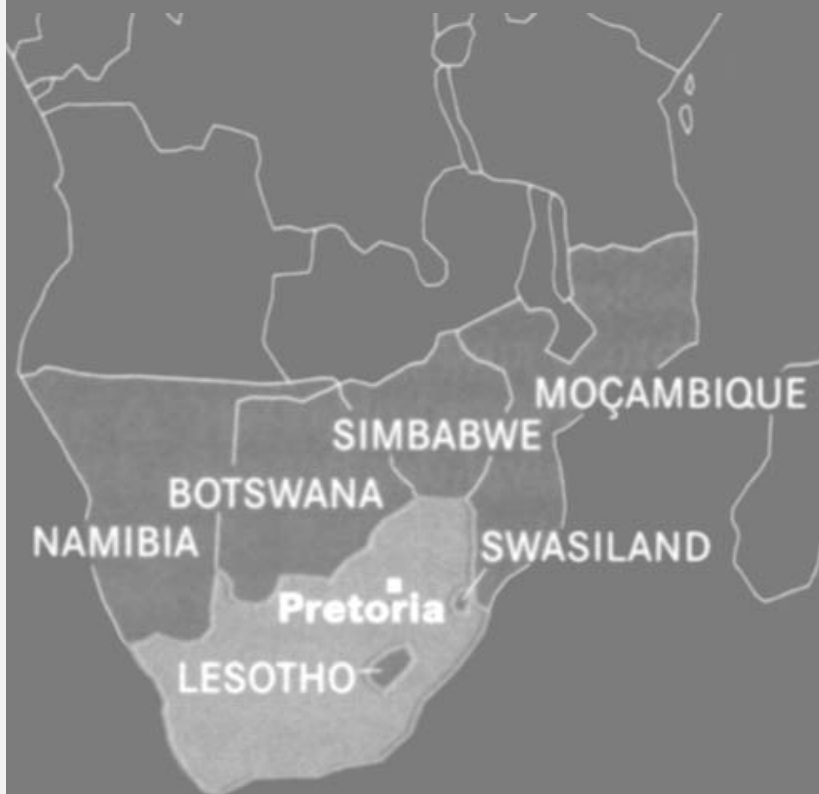 MOÇAMBIQUE
SIMBABWE
BOTSWANA
NAMIBIA
SWASILAND
Pretoria
LESOTHO